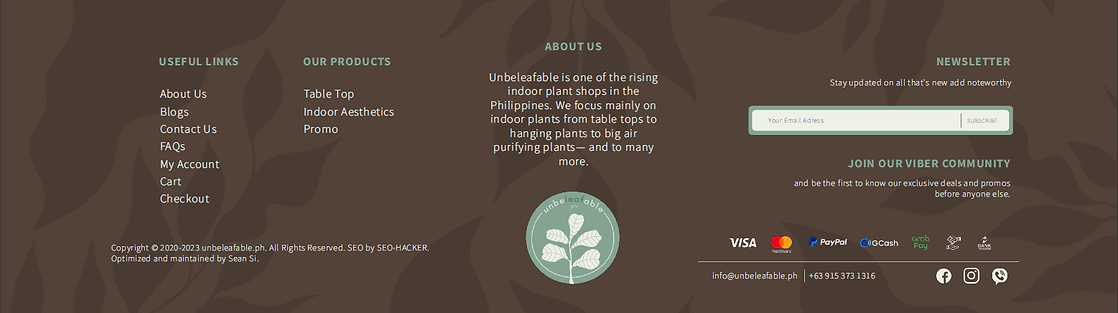 USEFUL LINKS
About Us
Blogs
Contact Us
FAQs
My Account
Cart
Checkout
OUR PRODUCTS
Table Top
Indoor Aesthetics
Promo
Copyright © 2020-2023 unbeleafable.ph. All Rights Reserved. SEO by SEO-HACKER.
Optimized and maintained by Sean Si.
ABOUT US
Unbeleafable is one of the rising
indoor plant shops in the
Philippines. We focus mainly on
indoor plants from table tops to
hanging plants to big air
purifying plants— and to many
more.
unbeleafable
NEWSLETTER
Stay updated on all that's new add noteworthy
Your Email Adress
SUBSCRIBE
JOIN OUR VIBER COMMUNITY
and be the first to know our exclusive deals and promos
before anyone else.
VISA
PayPal
GCash
Grab
Pay
info@unbeleafable.ph
+63 915 373 1316